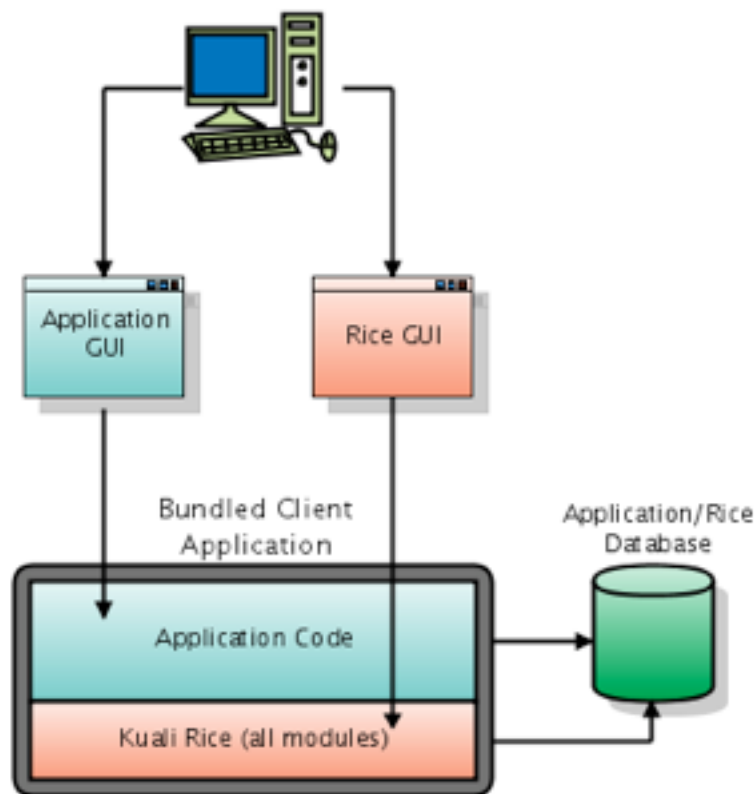 Application
GUI
Rice GUI
Bundled Client
Application
Application/Rice
Database
Application Code
Kuali Rice (all modules)